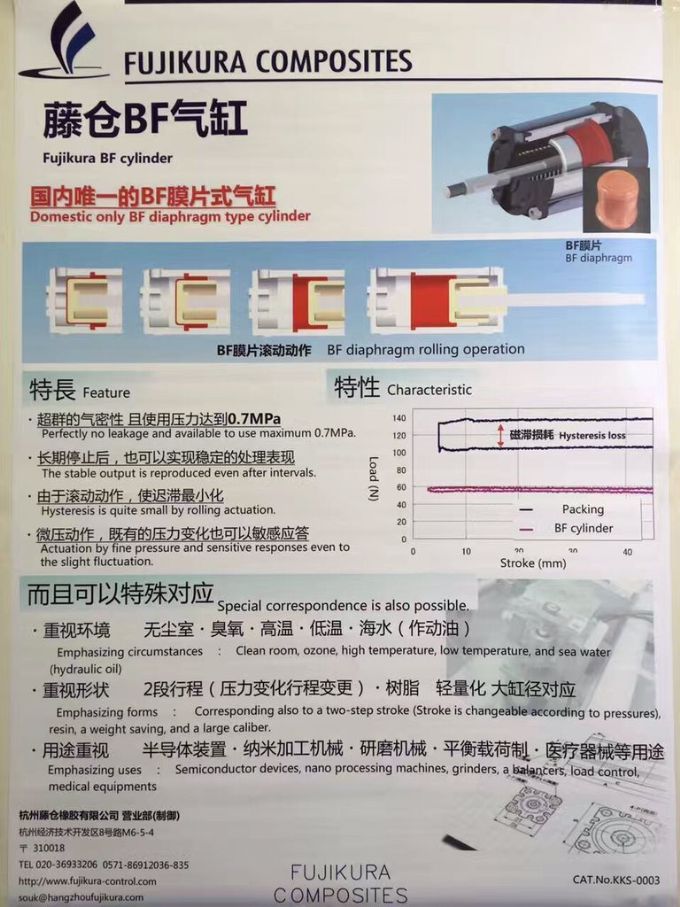 FUJIKURA COMPOSITES
藤仓BF气缸
Fujikura BF cylinder
国内唯一的BF膜片式气缸
Domestic only BF diaphragm type cylinder
BF膜片
BF diaphragm
BF膜片滚动动作 BF diaphragm rolling operation
特長 Feature
・超群的气密性 且使用压力达到0.7MPa
Perfectly no leakage and available to use maximum 0.7MPa.
・长期停止后，也可以实现稳定的处理表现
The stable output is reproduced even after intervals.
・由于滚动动作，使迟滞最小化
Hysteresis is quite small by rolling actuation.
・微压动作，既有的压力变化也可以敏感应答
Actuation by fine pressure and sensitive responses even to
the slight fluctuation.
特性 Characteristic
Load (N)
140
120
100
80
60
40
20
0
磁滞损耗 Hysteresis loss
Packing
BF cylinder
0 10 20 30 40
Stroke (mm)
而且可以特殊对应 Special correspondence is also possible.
・重视环境 无尘室・臭氧・高温・低温・海水（作动油）
Emphasizing circumstances : Clean room, ozone, high temperature, low temperature, and sea water
(hydraulic oil)
・重视形状 2段行程（压力变化行程变更）・树脂 轻量化 大缸径对应
Emphasizing forms : Corresponding also to a two-step stroke (Stroke is changeable according to pressures),
resin, a weight saving, and a large caliber.
・用途重视 半导体装置・纳米加工机械・研磨机械・平衡载荷制・医疗器械等用途
Emphasizing uses : Semiconductor devices, nano processing machines, grinders, a balancers, load control,
medical equipments
杭州藤仓橡胶有限公司 营业部(制御)
杭州经济技术开发区8号路M6-5-4
〒 310018
TEL 020-36933206 0571-86912036-835
http://www.fujikura-control.com
souk@hangzhoufujikura.com
FUJIKURA
COMPOSITES
CAT.No.KKS-0003